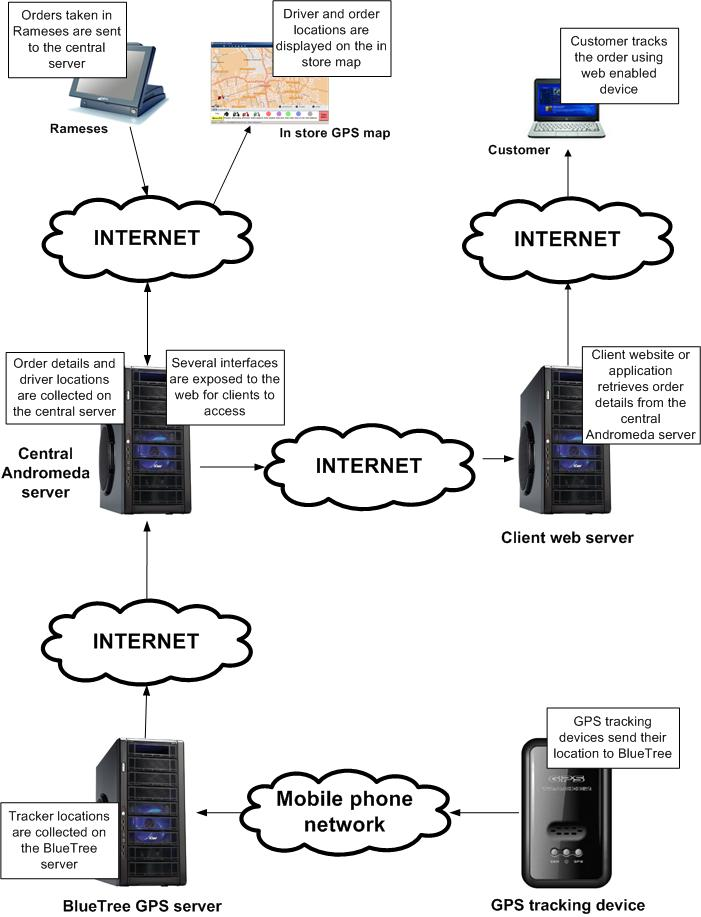 Orders taken in
Rameses are sent
to the central
server
Driver and order
locations are
displayed on the in
store map
Customer tracks
the order using
web enabled
device
Rameses
In store GPS map
Customer
INTERNET
INTERNET
Order details and
driver locations
are collected on
the central server
Several interfaces
are exposed to the
web for clients to
access
Client website or
application
retrieves order
details from the
central
Andromeda server
Central
Andromeda
server
INTERNET
Client web server
INTERNET
GPS tracking
devices send their
location to BlueTree
GPS
Mobile phone
network
Tracker locations
are collected on
the BlueTree
server
BlueTree GPS server
GPS tracking device